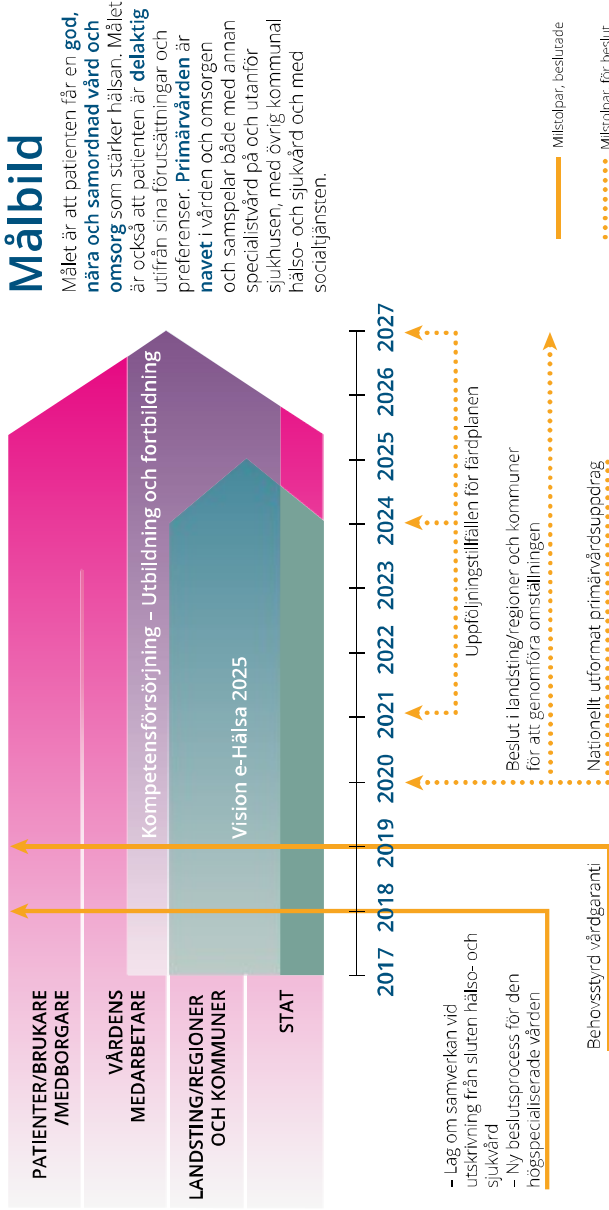 Målbild
Målet är att patienten får en god,
nära och samordnad vård och
omsorg som stärker hälsan. Målet
är också att patienten är delaktig
utifrån sina förutsättningar och
preferenser. Primärvården är
navet i vården och omsorgen
och samspelar både med annan
specialistvård på och utanför
sjukhusen, med övrig kommunal
hälso- och sjukvård och med
socialtjänsten.
PATIENTER/BRUKARE
/MEDBORGARE
VÅRDENS
MEDARBETARE
LANDSTING/REGIONER
OCH KOMMUNER
STAT
Kompetensförsörjning – Utbildning och fortbildning
Vision e-Hälsa 2025
2017 2018 2019 2020 2021 2022 2023 2024 2025 2026 2027
– Lag om samverkan vid
utskrivning från sluten hälso- och
sjukvård
– Ny beslutsprocess för den
högspecialiserade vården
Behovsstyrd vårdgaranti
Uppföljningstillfällen för färdplanen
Beslut i landsting/regioner och kommuner
för att genomföra omställningen
Nationellt utformat primärvårdsuppdrag
Milstolpar, beslutade
Milstolpar, för beslut